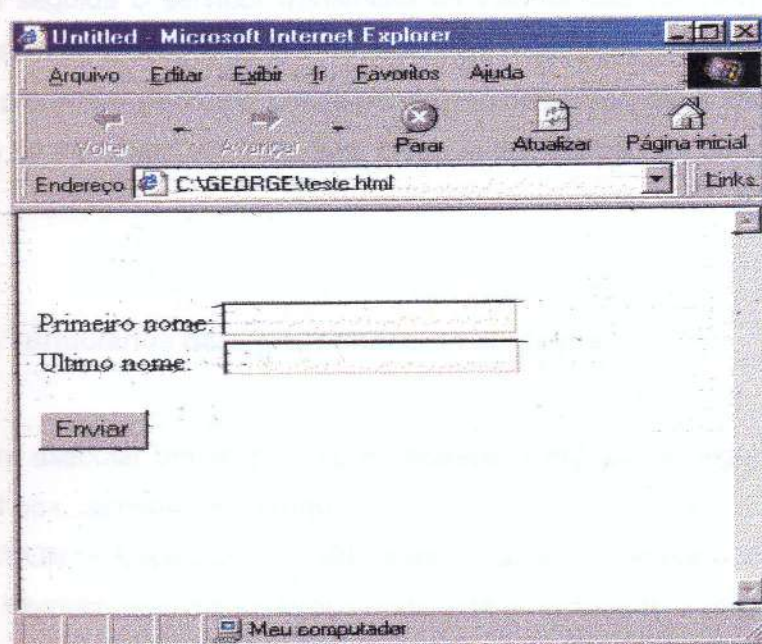 Untitled - Microsoft Internet Explorer
Arquivo Editar Exibir Ir Favoritos Ajuda
Voltar Avançar Parar Atualizar Página inicial
Endereço C:\GEORGE\teste.html Links
Primeiro nome:
Ultimo nome:
Enviar
Meu computador